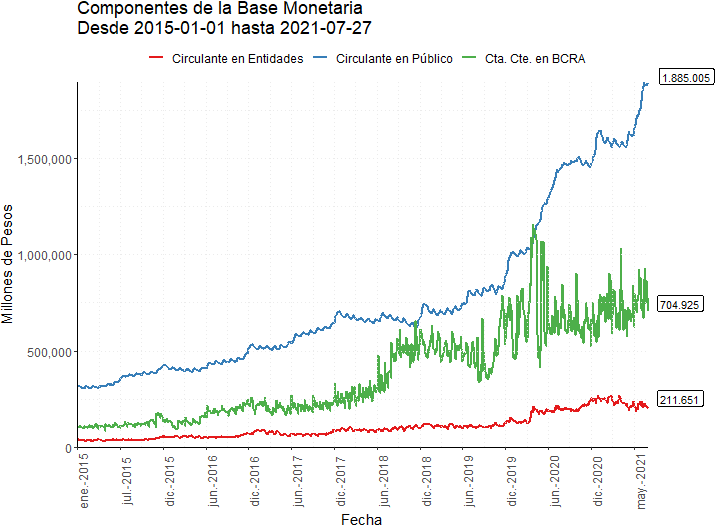 Componentes de la Base Monetaria
Desde 2015-01-01 hasta 2021-07-27
Circulante en Entidades Circulante en Público Cta. Cte. en BCRA
1.885.005
1,500,000
1,000,000
704.925
500,000
211.651
0
Millones de Pesos
ene.-2015 jul.-2015 dic.-2015 jun.-2016 dic.-2016 jun.-2017 dic.-2017 jun.-2018 dic.-2018 jun.-2019 dic.-2019 jun.-2020 dic.-2020 may.-2021
Fecha